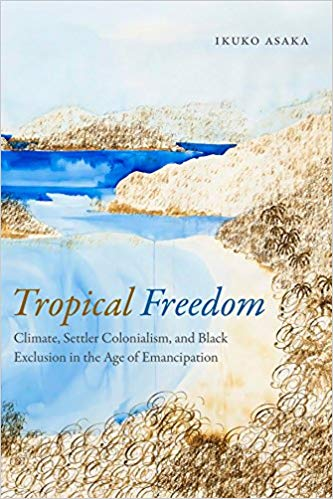 IKUKO ASAKA
Tropical Freedom
Climate, Settler Colonialism, and Black
Exclusion in the Age of Emancipation